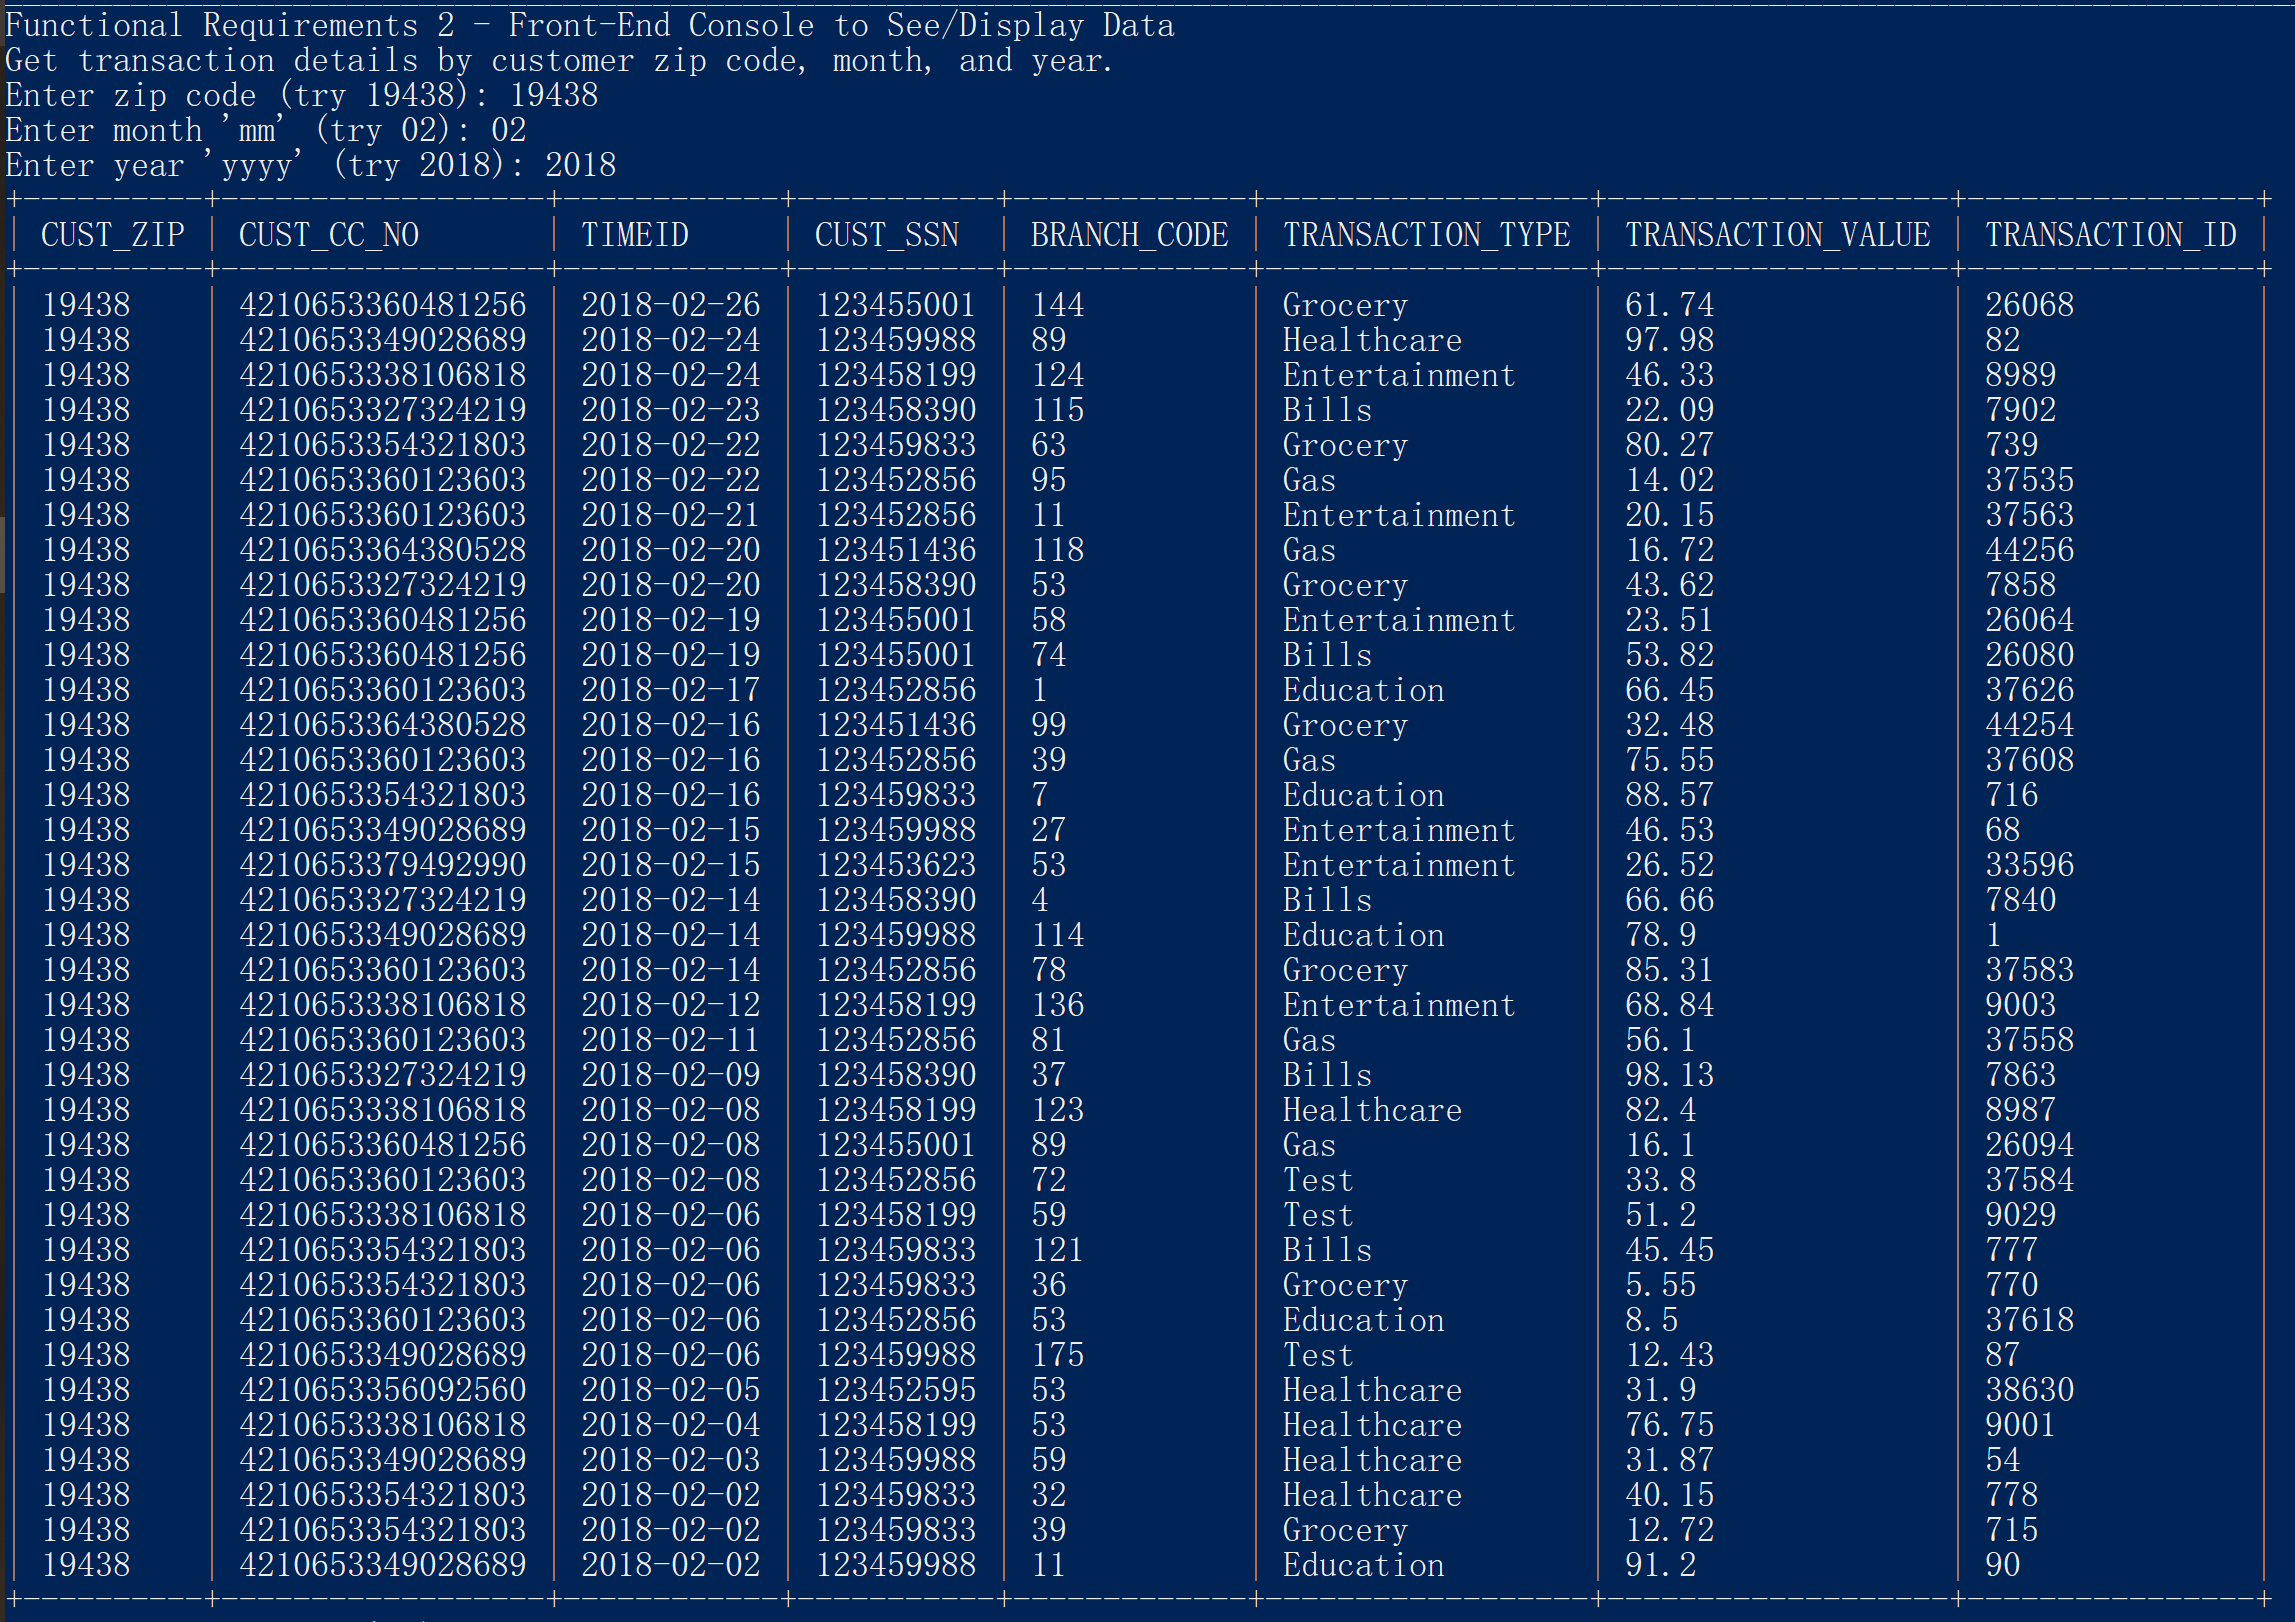 Functional Requirements 2 - Front-End Console to See/Display Data
Get transaction details by customer zip code, month, and year.
Enter zip code (try 19438): 19438
Enter month 'mm' (try 02): 02
Enter year 'yyyy' (try 2018): 2018
+-----------+-------------------+-------------+------------+--------------+-------------------+--------------------+-----------------+
| CUST_ZIP | CUST_CC_NO | TIMEID | CUST_SSN | BRANCH_CODE | TRANSACTION_TYPE | TRANSACTION_VALUE | TRANSACTION_ID |
+-----------+-------------------+-------------+------------+--------------+-------------------+--------------------+-----------------+
| 19438 | 4210653360481256 | 2018-02-26 | 123455001 | 144 | Grocery | 61.74 | 26068 |
| 19438 | 4210653349028689 | 2018-02-24 | 123459988 | 89 | Healthcare | 97.98 | 82 |
| 19438 | 4210653338106818 | 2018-02-24 | 123458199 | 124 | Entertainment | 46.33 | 8989 |
| 19438 | 4210653327324219 | 2018-02-23 | 123458390 | 115 | Bills | 22.09 | 7902 |
| 19438 | 4210653354321803 | 2018-02-22 | 123459833 | 63 | Grocery | 80.27 | 739 |
| 19438 | 4210653360123603 | 2018-02-22 | 123452856 | 95 | Gas | 14.02 | 37535 |
| 19438 | 4210653360123603 | 2018-02-21 | 123452856 | 11 | Entertainment | 20.15 | 37563 |
| 19438 | 4210653364380528 | 2018-02-20 | 123451436 | 118 | Gas | 16.72 | 44256 |
| 19438 | 4210653327324219 | 2018-02-20 | 123458390 | 53 | Grocery | 43.62 | 7858 |
| 19438 | 4210653360481256 | 2018-02-19 | 123455001 | 58 | Entertainment | 23.51 | 26064 |
| 19438 | 4210653360481256 | 2018-02-19 | 123455001 | 74 | Bills | 53.82 | 26080 |
| 19438 | 4210653360123603 | 2018-02-17 | 123452856 | 1 | Education | 66.45 | 37626 |
| 19438 | 4210653364380528 | 2018-02-16 | 123451436 | 99 | Grocery | 32.48 | 44254 |
| 19438 | 4210653360123603 | 2018-02-16 | 123452856 | 39 | Gas | 75.55 | 37608 |
| 19438 | 4210653354321803 | 2018-02-16 | 123459833 | 7 | Education | 88.57 | 716 |
| 19438 | 4210653349028689 | 2018-02-15 | 123459988 | 27 | Entertainment | 46.53 | 68 |
| 19438 | 4210653379492990 | 2018-02-15 | 123453623 | 53 | Entertainment | 26.52 | 33596 |
| 19438 | 4210653327324219 | 2018-02-14 | 123458390 | 4 | Bills | 66.66 | 7840 |
| 19438 | 4210653349028689 | 2018-02-14 | 123459988 | 114 | Education | 78.9 | 1 |
| 19438 | 4210653360123603 | 2018-02-14 | 123452856 | 78 | Grocery | 85.31 | 37583 |
| 19438 | 4210653338106818 | 2018-02-12 | 123458199 | 136 | Entertainment | 68.84 | 9003 |
| 19438 | 4210653360123603 | 2018-02-11 | 123452856 | 81 | Gas | 56.1 | 37558 |
| 19438 | 4210653327324219 | 2018-02-09 | 123458390 | 37 | Bills | 98.13 | 7863 |
| 19438 | 4210653338106818 | 2018-02-08 | 123458199 | 123 | Healthcare | 82.4 | 8987 |
| 19438 | 4210653360481256 | 2018-02-08 | 123455001 | 89 | Gas | 16.1 | 26094 |
| 19438 | 4210653360123603 | 2018-02-08 | 123452856 | 72 | Test | 33.8 | 37584 |
| 19438 | 4210653338106818 | 2018-02-06 | 123458199 | 59 | Test | 51.2 | 9029 |
| 19438 | 4210653354321803 | 2018-02-06 | 123459833 | 121 | Bills | 45.45 | 777 |
| 19438 | 4210653354321803 | 2018-02-06 | 123459833 | 36 | Grocery | 5.55 | 770 |
| 19438 | 4210653360123603 | 2018-02-06 | 123452856 | 53 | Education | 8.5 | 37618 |
| 19438 | 4210653349028689 | 2018-02-06 | 123459988 | 175 | Test | 12.43 | 87 |
| 19438 | 4210653356092560 | 2018-02-05 | 123452595 | 53 | Healthcare | 31.9 | 38630 |
| 19438 | 4210653338106818 | 2018-02-04 | 123458199 | 53 | Healthcare | 76.75 | 9001 |
| 19438 | 4210653349028689 | 2018-02-03 | 123459988 | 59 | Healthcare | 31.87 | 54 |
| 19438 | 4210653354321803 | 2018-02-02 | 123459833 | 32 | Healthcare | 40.15 | 778 |
| 19438 | 4210653354321803 | 2018-02-02 | 123459833 | 39 | Grocery | 12.72 | 715 |
| 19438 | 4210653349028689 | 2018-02-02 | 123459988 | 11 | Education | 91.2 | 90 |
+-----------+-------------------+-------------+------------+--------------+-------------------+--------------------+-----------------+